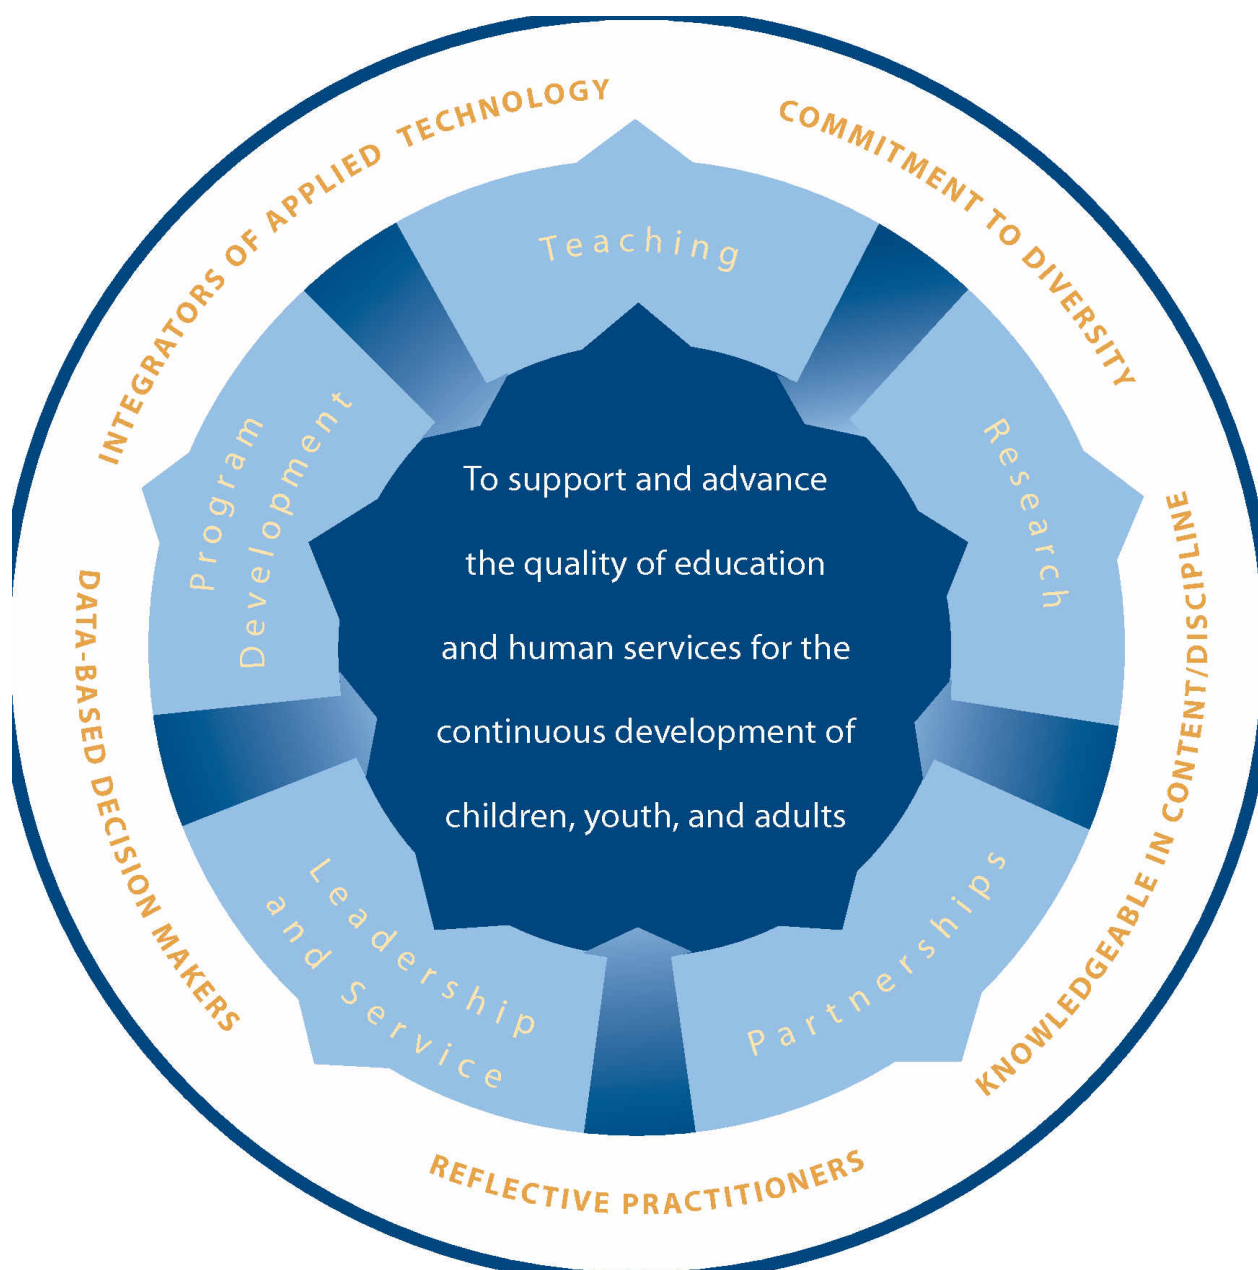 INTEGRATORS OF APPLIED TECHNOLOGY
COMMITMENT TO DIVERSITY
KNOWLEDGEABLE IN CONTENT/DISCIPLINE
REFLECTIVE PRACTITIONERS
DATA-BASED DECISION MAKERS
Teaching
Research
Partnerships
Leadership
and Service
Program
Development
To support and advance
the quality of education
and human services for the
continuous development of
children, youth, and adults